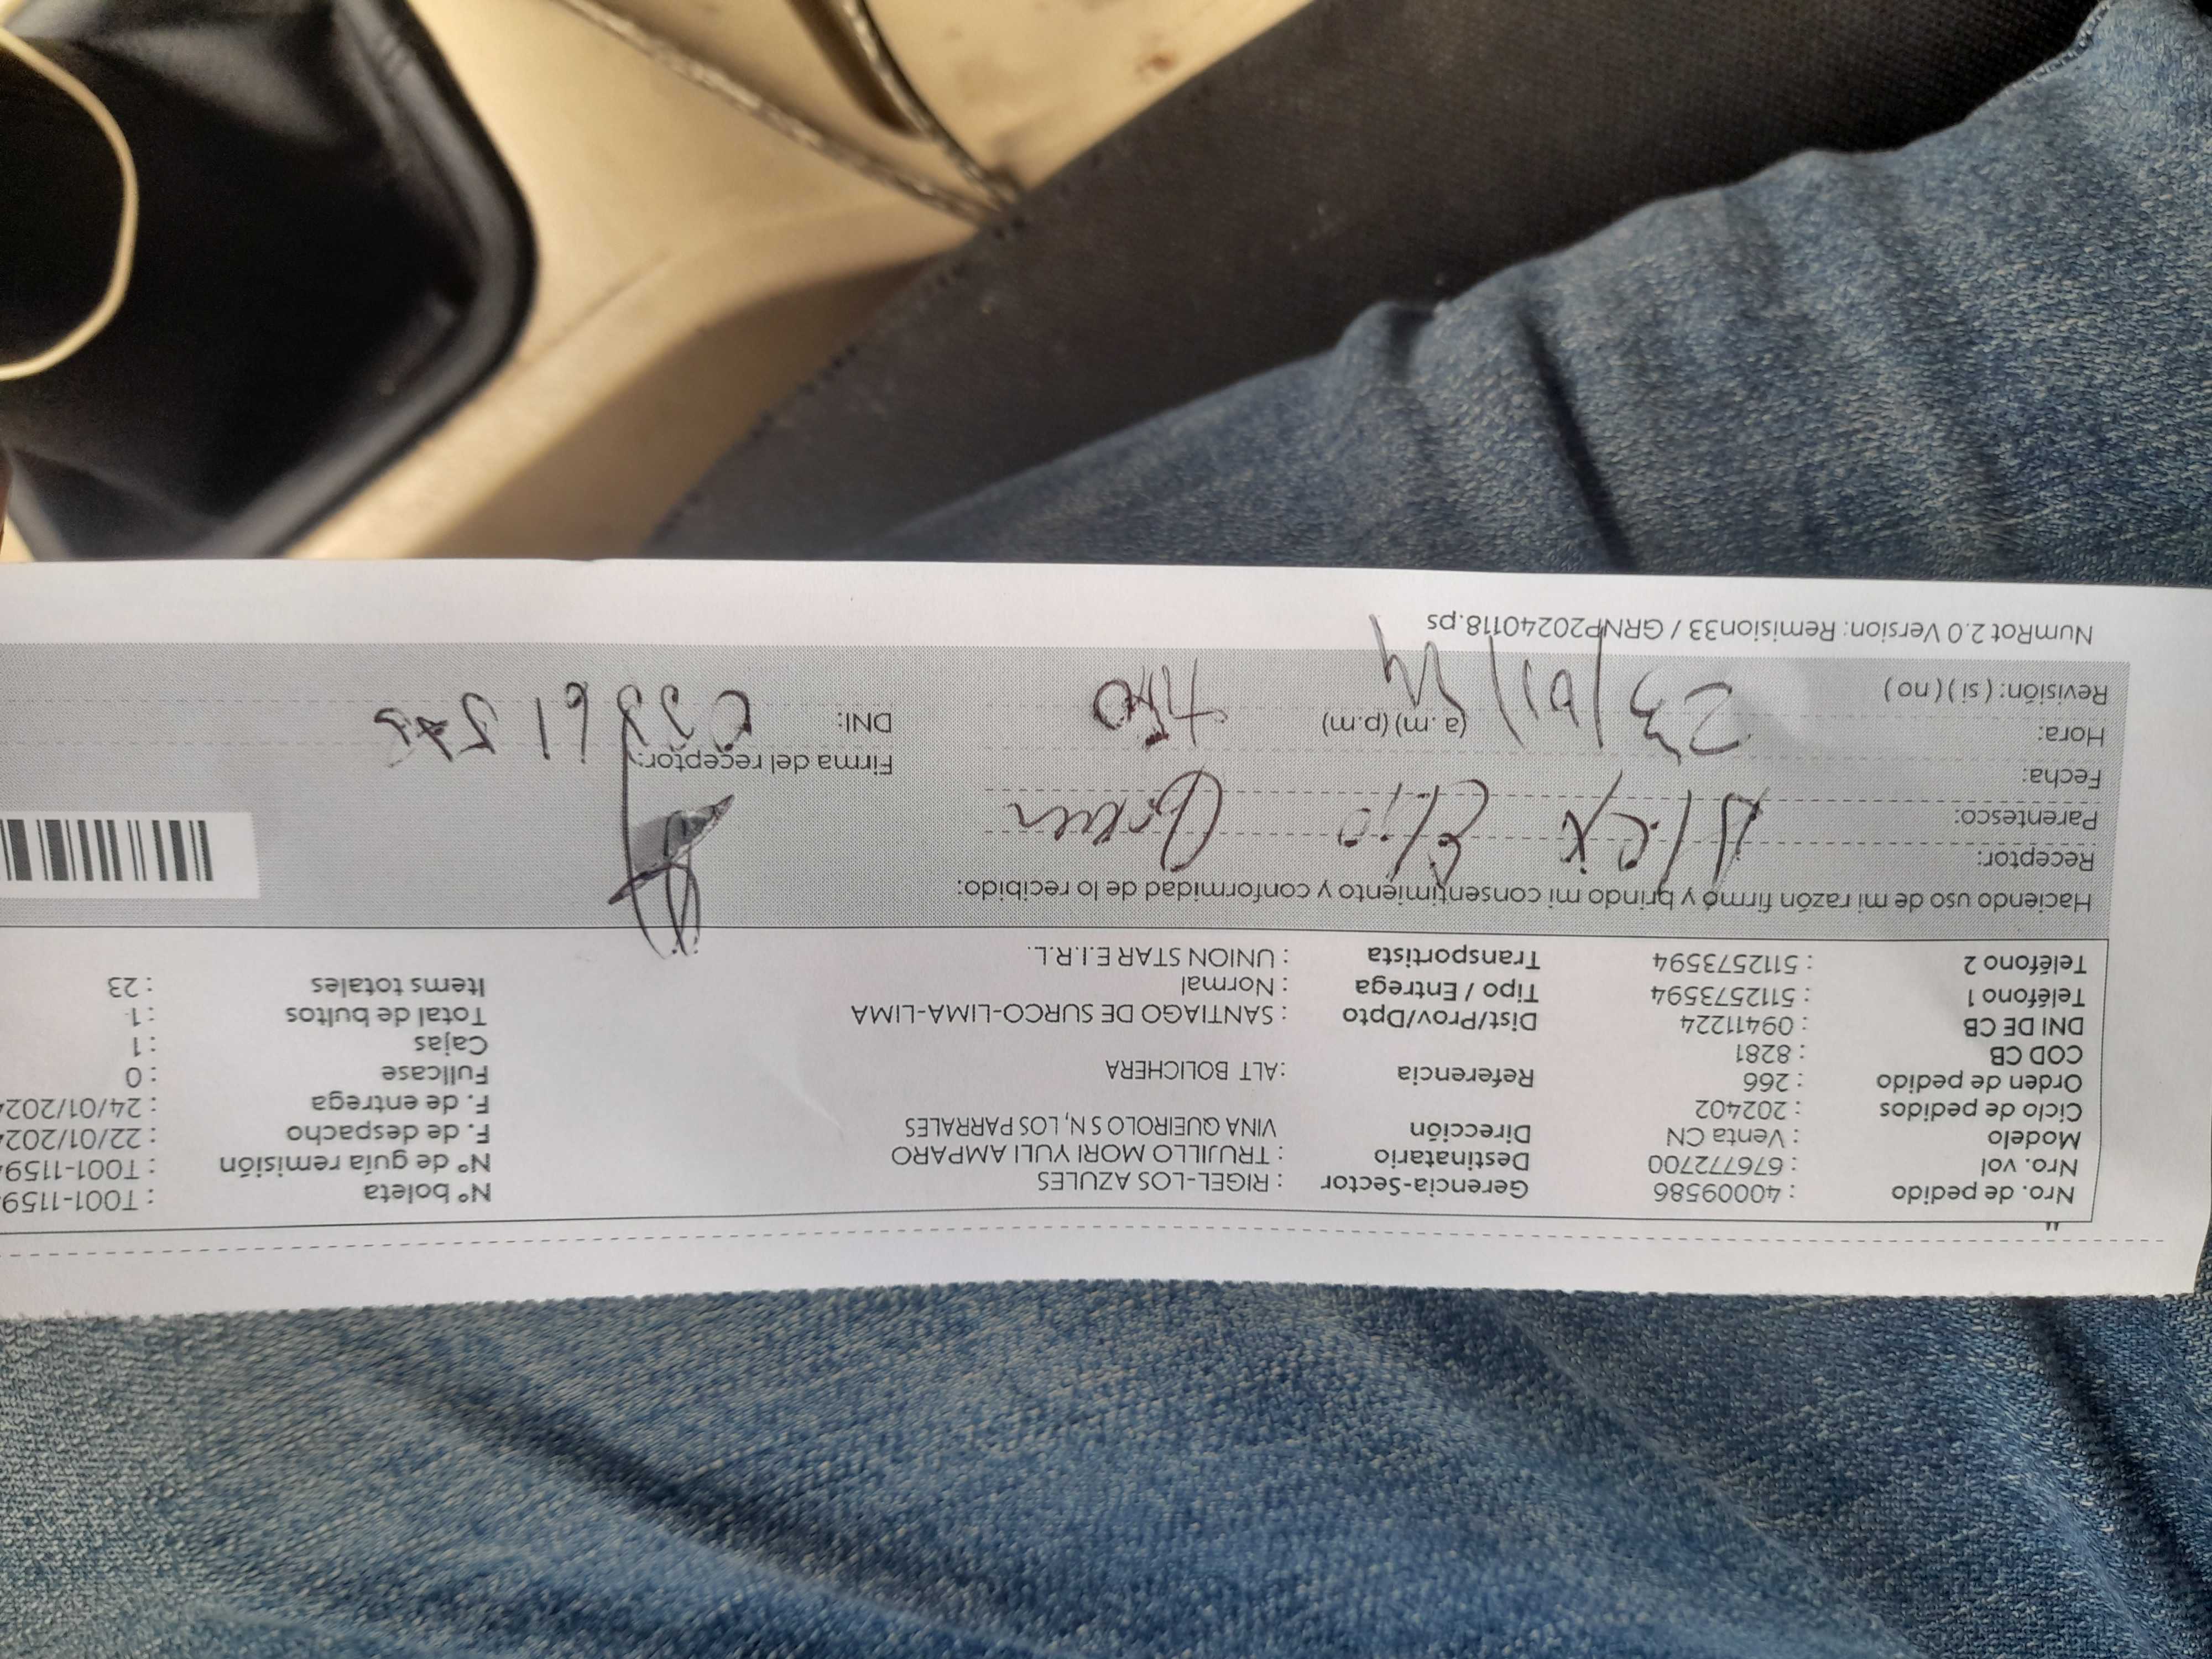 Nro. de pedido : 40009586 Gerencia-Sector : RIGEL-LOS AZULES N° boleta : T001-1159
Nro. vol : 676772700 Destinatario : TRUJILLO MORI YULI AMPARO N° de guía remisión : T001-1159
Modelo : Venta CN Dirección VINA QUEIROLO S N, LOS PARRALES F. de despacho : 22/01/202
Ciclo de pedidos : 202402 F. de entrega : 24/01/202
Orden de pedido : 266 Referencia : ALT BOLICHERA Fullcase : 0
COD CB : 8281 Cajas : 1
DNI DE CB : 09411224 Dist/Prov/Dpto : SANTIAGO DE SURCO-LIMA-LIMA Total de bultos : 1
Teléfono 1 : 5112573594 Tipo / Entrega : Normal Items totales : 23
Teléfono 2 : 5112573594 Transportista : UNION STAR E.I.R.L.
Haciendo uso de mi razón firmo y brindo mi consentimiento y conformidad de lo recibido:
Receptor: Alex
Parentesco:
Fecha: Firma del receptor:
Hora: 23/01/24 (a.m) (p.m) DNI:
Revisión: ( si ) ( no )
NumRot 2.0 Version: Remision33 / GRNP20240118.ps